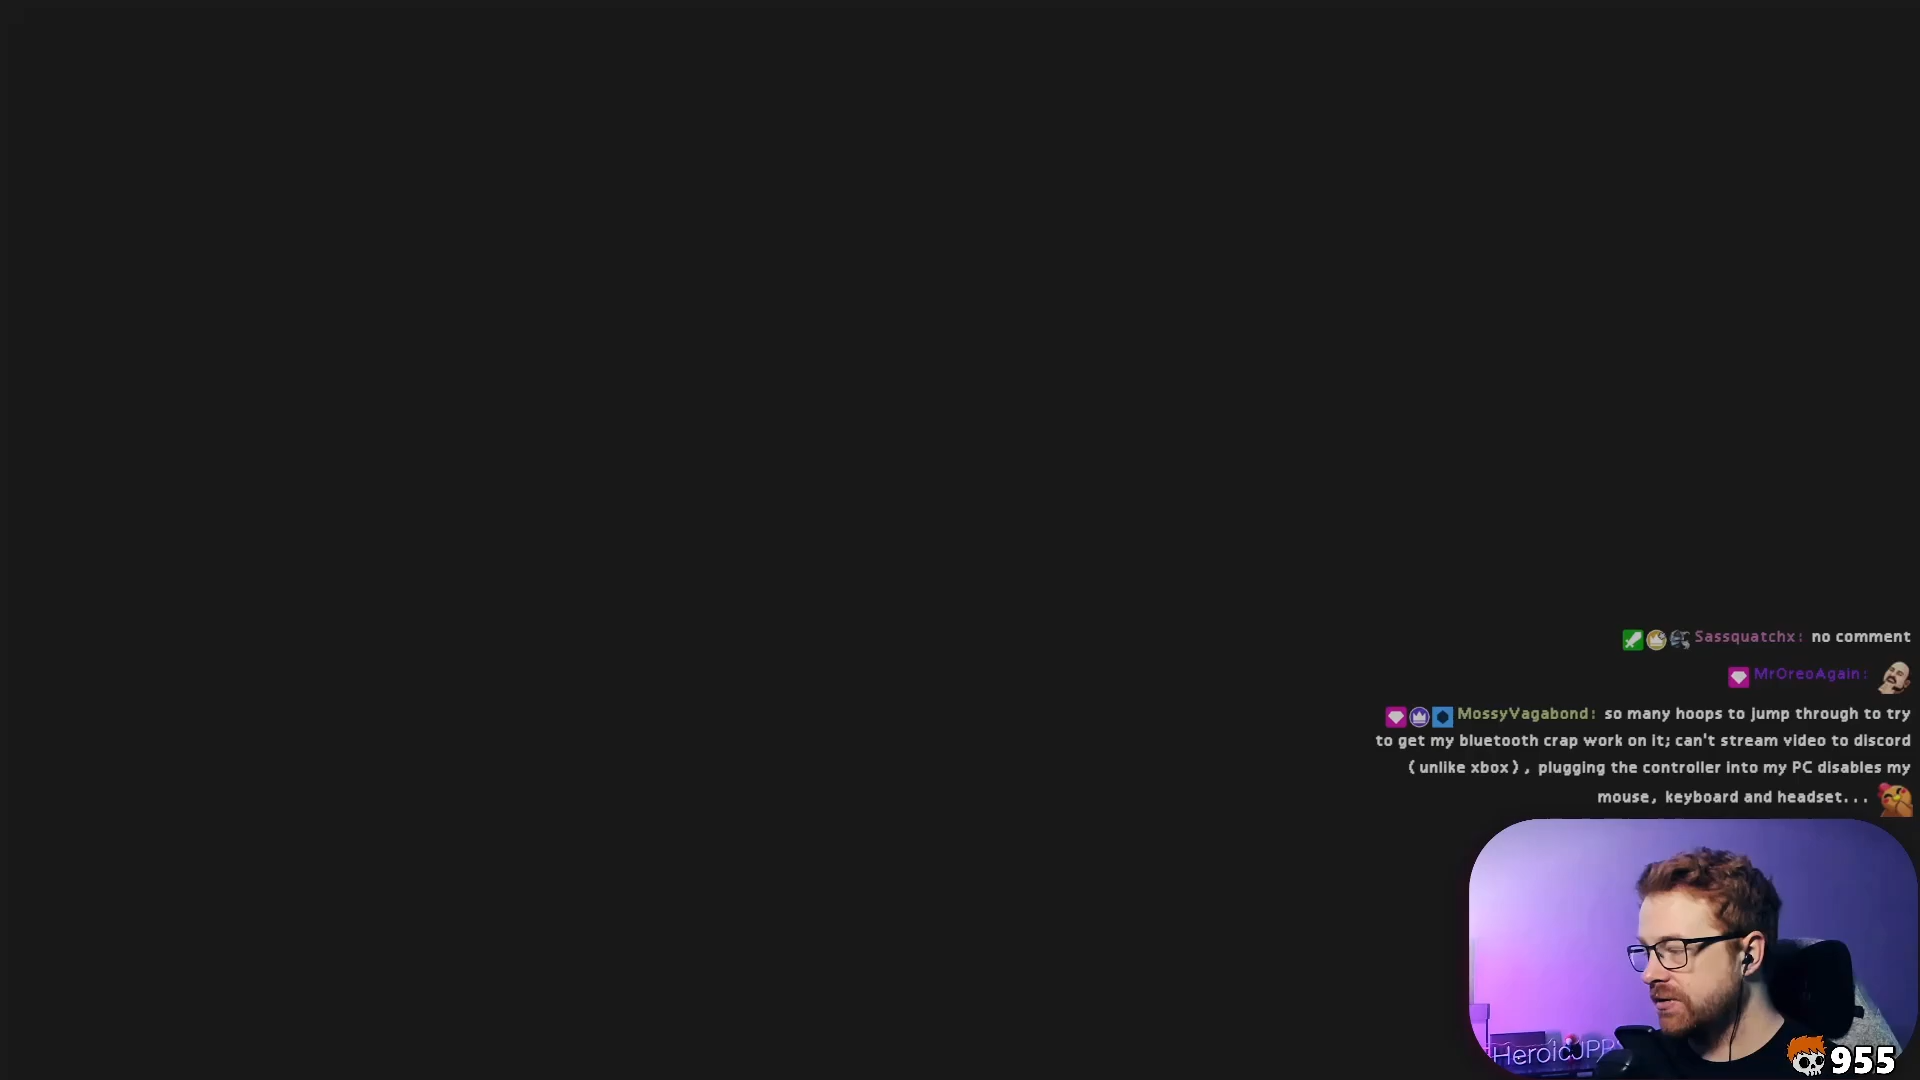 Sassquatchx: no comment
MrOreoAgain:
MossyVagabond: so many hoops to jump through to try
to get my bluetooth crap work on it; can't stream video to discord
(unlike xbox), plugging the controller into my PC disables my
mouse, keyboard and headset...
HeroicJPR
955